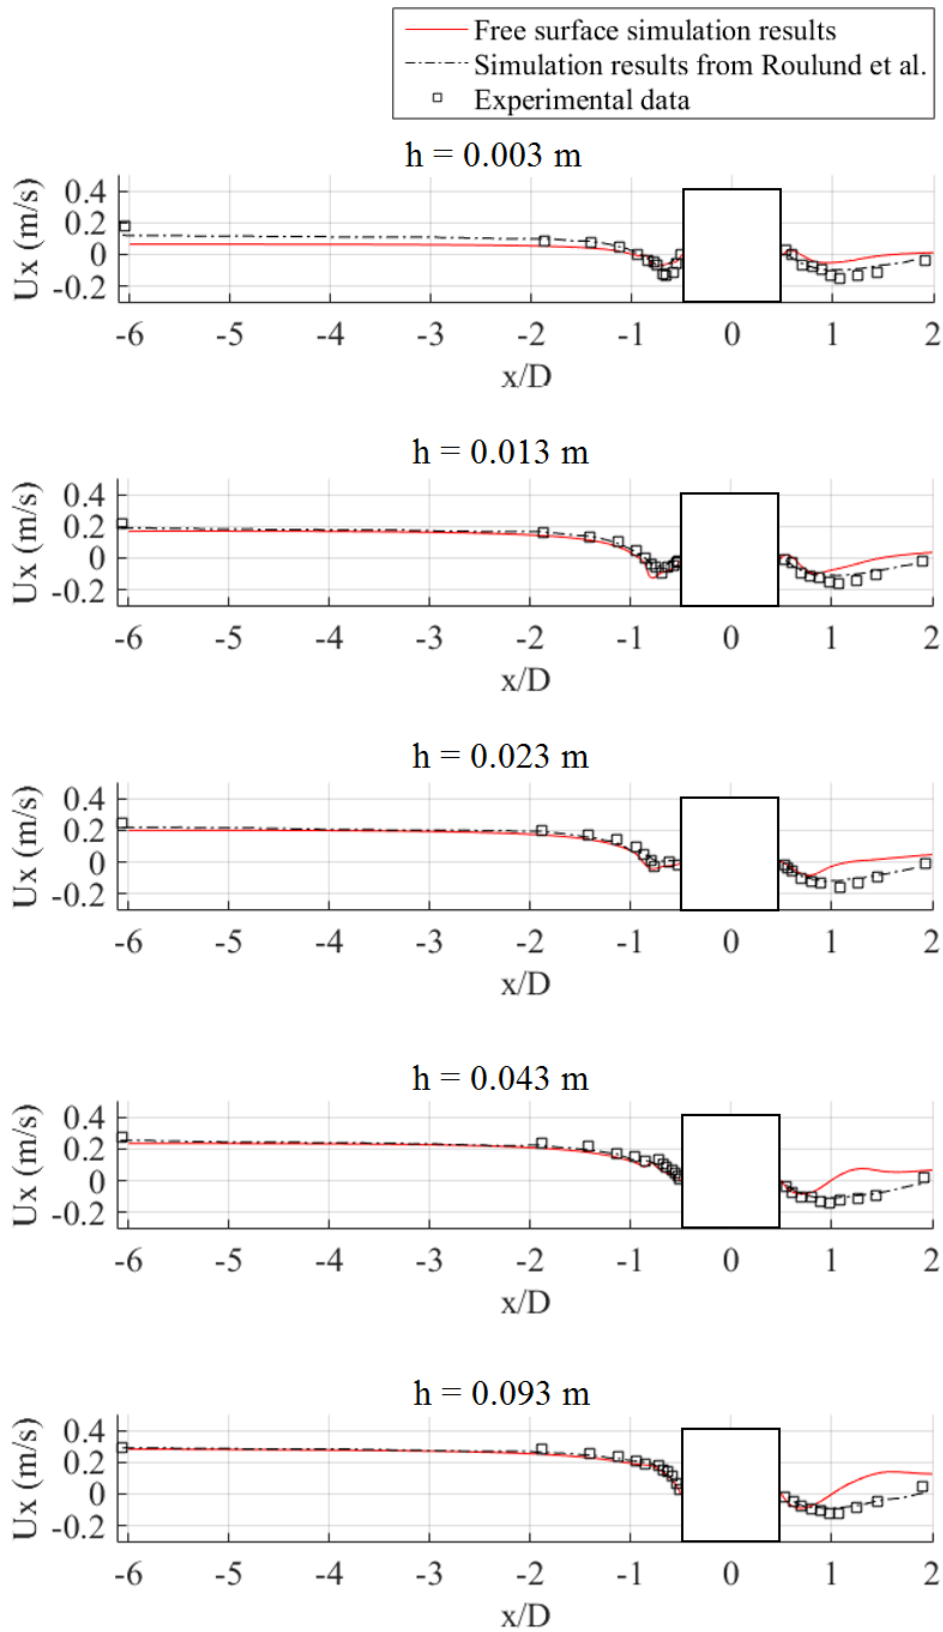 Free surface simulation results
Simulation results from Roulund et al.
Experimental data
h = 0.003 m
Ux (m/s)
0.4
0.2
0
-0.2
-6 -5 -4 -3 -2 -1 0 1 2
x/D
h = 0.013 m
Ux (m/s)
0.4
0.2
0
-0.2
-6 -5 -4 -3 -2 -1 0 1 2
x/D
h = 0.023 m
Ux (m/s)
0.4
0.2
0
-0.2
-6 -5 -4 -3 -2 -1 0 1 2
x/D
h = 0.043 m
Ux (m/s)
0.4
0.2
0
-0.2
-6 -5 -4 -3 -2 -1 0 1 2
x/D
h = 0.093 m
Ux (m/s)
0.4
0.2
0
-0.2
-6 -5 -4 -3 -2 -1 0 1 2
x/D